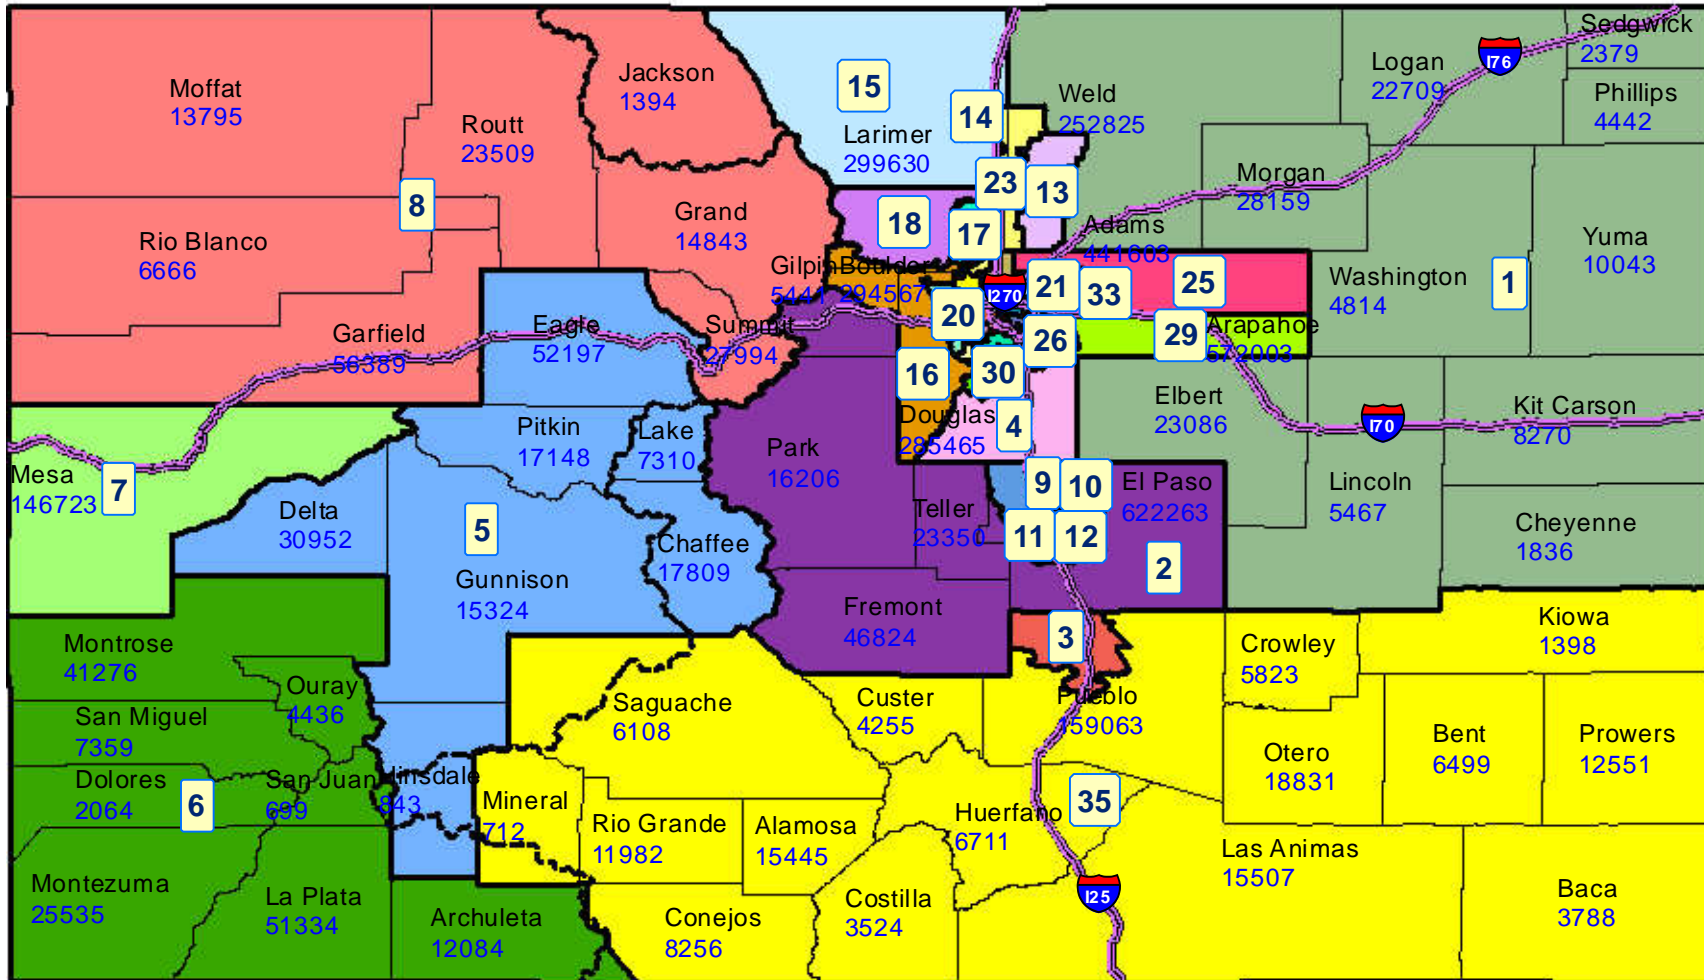 Moffat
13795
Routt
23509
Jackson
1394
15
Larimer
299630
14
Weld
252825
Logan
22709
I76
Sedgwick
2379
Phillips
4442
8
Rio Blanco
6666
Grand
14843
18
23
13
17
Morgan
28159
Adams
441603
Yuma
10043
Washington
4814
1
Garfield
56389
Eagle
52197
Summit
27994
Gilpin
5441
Boulder
294567
I270
21
33
25
20
26
29
Arapahoe
572003
16
30
Mesa
146723
7
Pitkin
17148
Lake
7310
Park
16206
Douglas
285465
4
Elbert
23086
I70
Kit Carson
8270
Delta
30952
5
Gunnison
15324
Chaffee
17809
Teller
23350
9
10
11
12
El Paso
622263
2
Lincoln
5467
Cheyenne
1836
Fremont
46824
3
Montrose
41276
Ouray
4436
San Miguel
7359
Dolores
2064
6
San Juan
699
Hinsdale
843
Saguache
6108
Custer
4255
Pueblo
159063
Crowley
5823
Kiowa
1398
Otero
18831
Bent
6499
Prowers
12551
Mineral
712
Rio Grande
11982
Alamosa
15445
Huerfano
6711
35
Las Animas
15507
Montezuma
25535
La Plata
51334
Archuleta
12084
Conejos
8256
Costilla
3524
I25
Baca
3788